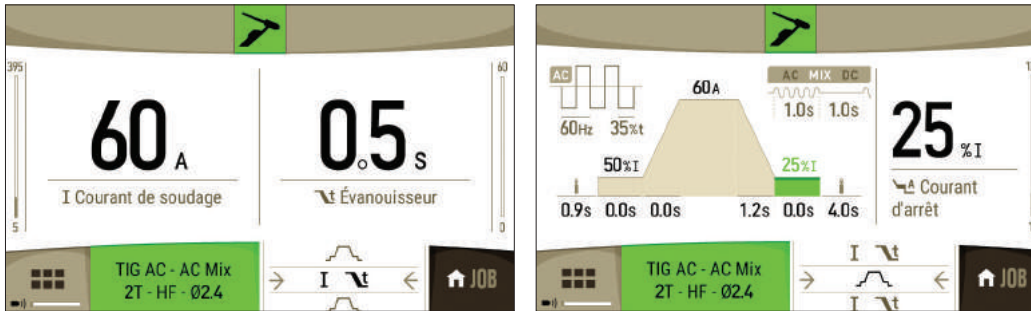 395
60
60 A
0.5 s
I Courant de soudage
t Évanouisseur
5
0
TIG AC - AC Mix
2T - HF - Ø2.4
I t
JOB
AC
AC MIX DC
60A
1.0s 1.0s
60Hz 35%t
25 %I
50%I
25%I
A Courant
d'arrêt
0.9s 0.0s 0.0s 1.2s 0.0s 4.0s
I t
TIG AC - AC Mix
2T - HF - Ø2.4
I t
JOB